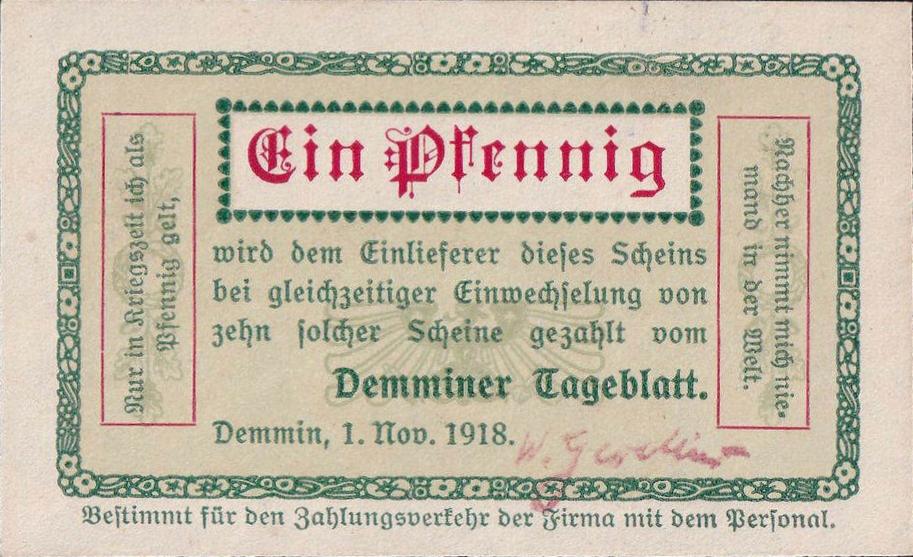 Nur in Kriegszeit ich als
Pfennig gelt,
Ein Pfennig
wird dem Einlieferer dieses Scheins
bei gleichzeitiger Einwechselung von
zehn solcher Scheine gezahlt vom
Demminer Tageblatt.
Demmin, 1. Nov. 1918.
W.
Nachher nimmt mich nie-
mand in der Welt.
Bestimmt für den Zahlungsverkehr der Firma mit dem Personal.